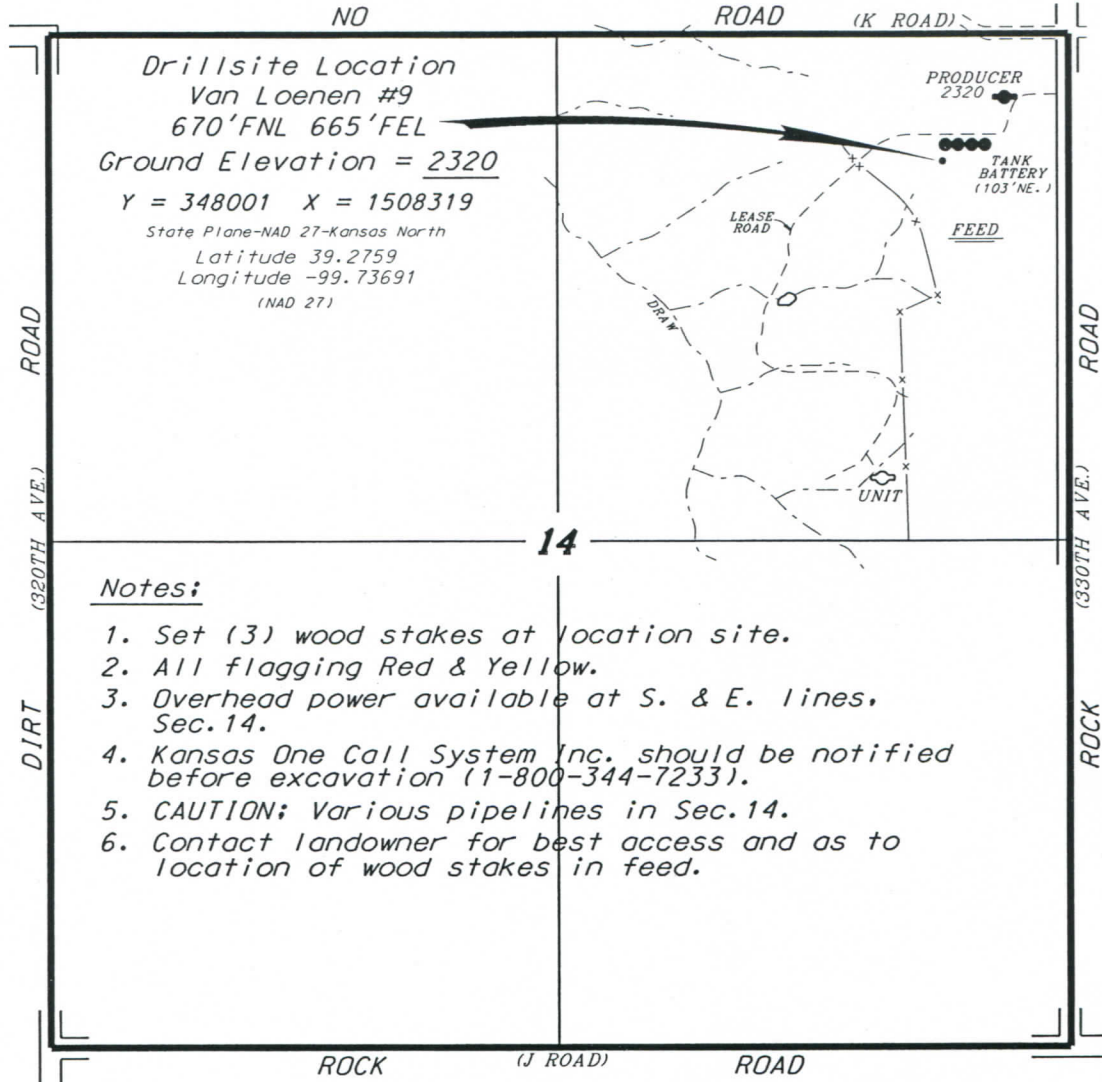 NO ROAD (K ROAD)
Drillsite Location
Van Loenen #9
670'FNL 665'FEL
Ground Elevation = 2320
Y = 348001 X = 1508319
State Plane-NAD 27-Kansas North
Latitude 39.2759
Longitude -99.73691
(NAD 27)
PRODUCER
2320
TANK
BATTERY
(103'NE.)
LEASE
ROAD
FEED
DRAW
UNIT
14
DIRT (320TH AVE.) ROAD
ROCK (330TH AVE.) ROAD
Notes:
1. Set (3) wood stakes at location site.
2. All flagging Red & Yellow.
3. Overhead power available at S. & E. lines,
Sec.14.
4. Kansas One Call System Inc. should be notified
before excavation (1-800-344-7233).
5. CAUTION: Various pipelines in Sec.14.
6. Contact landowner for best access and as to
location of wood stakes in feed.
ROCK (J ROAD) ROAD